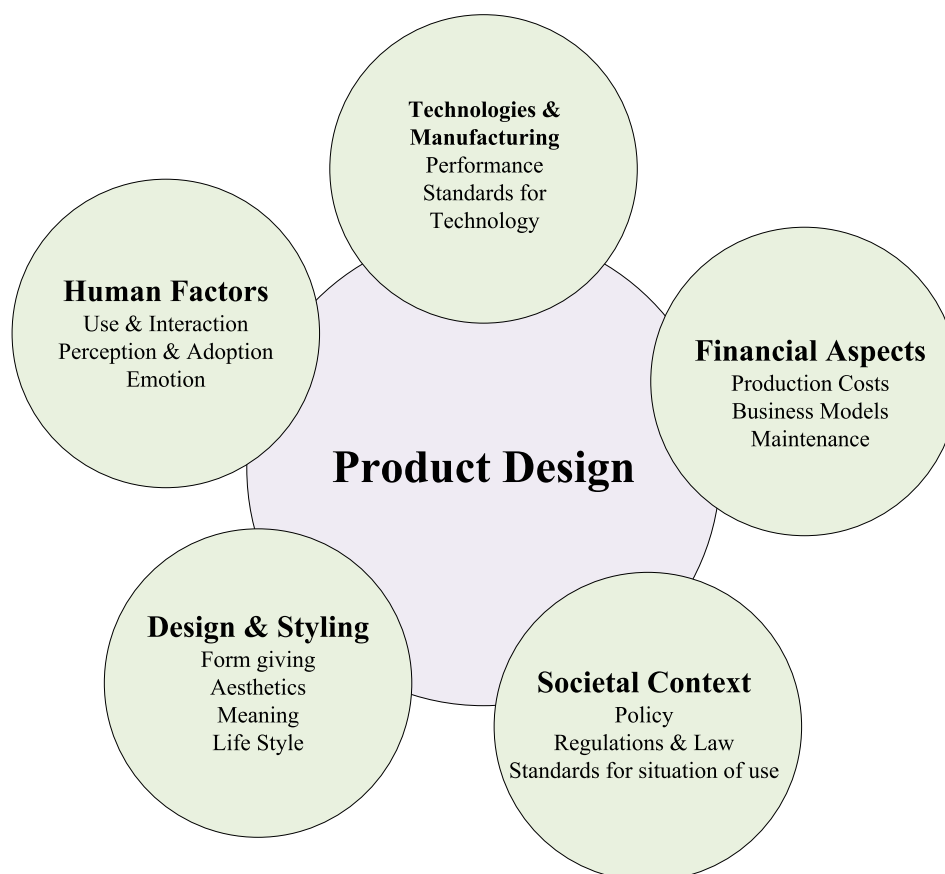 Technologies &
Manufacturing
Performance
Standards for
Technology
Human Factors
Use & Interaction
Perception & Adoption
Emotion
Financial Aspects
Production Costs
Business Models
Maintenance
Product Design
Design & Styling
Form giving
Aesthetics
Meaning
Life Style
Societal Context
Policy
Regulations & Law
Standards for situation of use